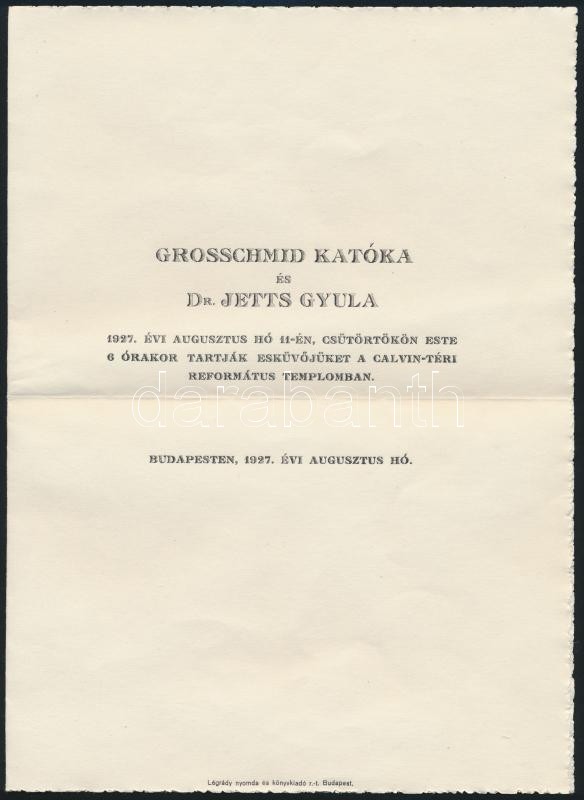 GROSSCHMID KATÓKA
ÉS
DR. JETTS GYULA
1927. ÉVI AUGUSZTUS HÓ 11-ÉN, CSÜTÖRTÖKÖN ESTE
6 ÓRAKOR TARTJÁK ESKÜVŐJÜKET A CALVIN-TÉRI
REFORMÁTUS TEMPLOMBAN.
darabanth
BUDAPESTEN, 1927. ÉVI AUGUSZTUS HÓ.
Légrády nyomda és könyvkiadó r.-t. Budapest.